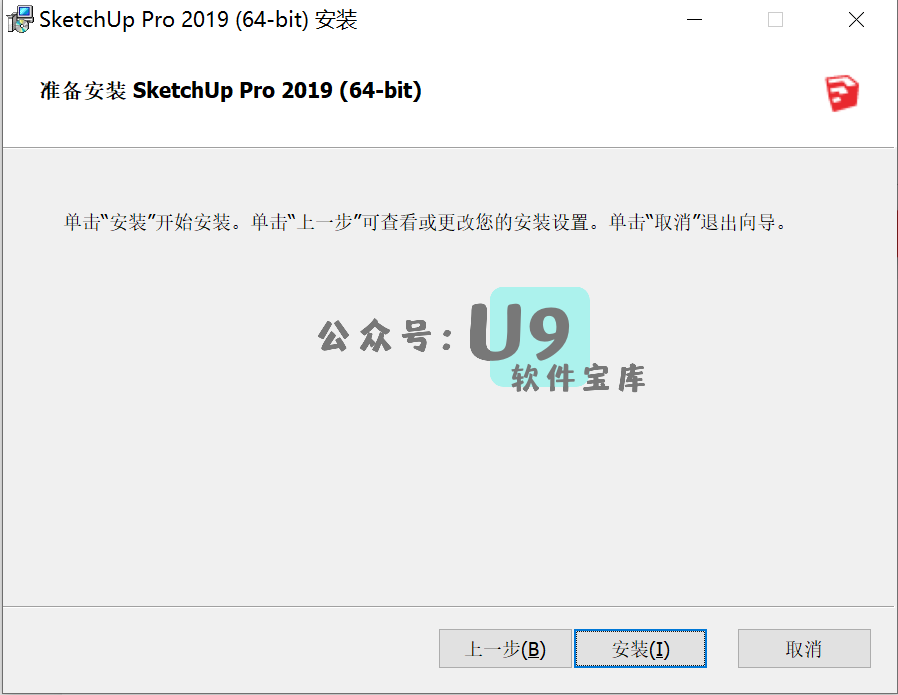 SketchUp Pro 2019 (64-bit) 安装
准备安装 SketchUp Pro 2019 (64-bit)
单击“安装”开始安装。单击“上一步”可查看或更改您的安装设置。单击“取消”退出向导。
公众号:U9
软件宝库
上一步(B) 安装(I) 取消